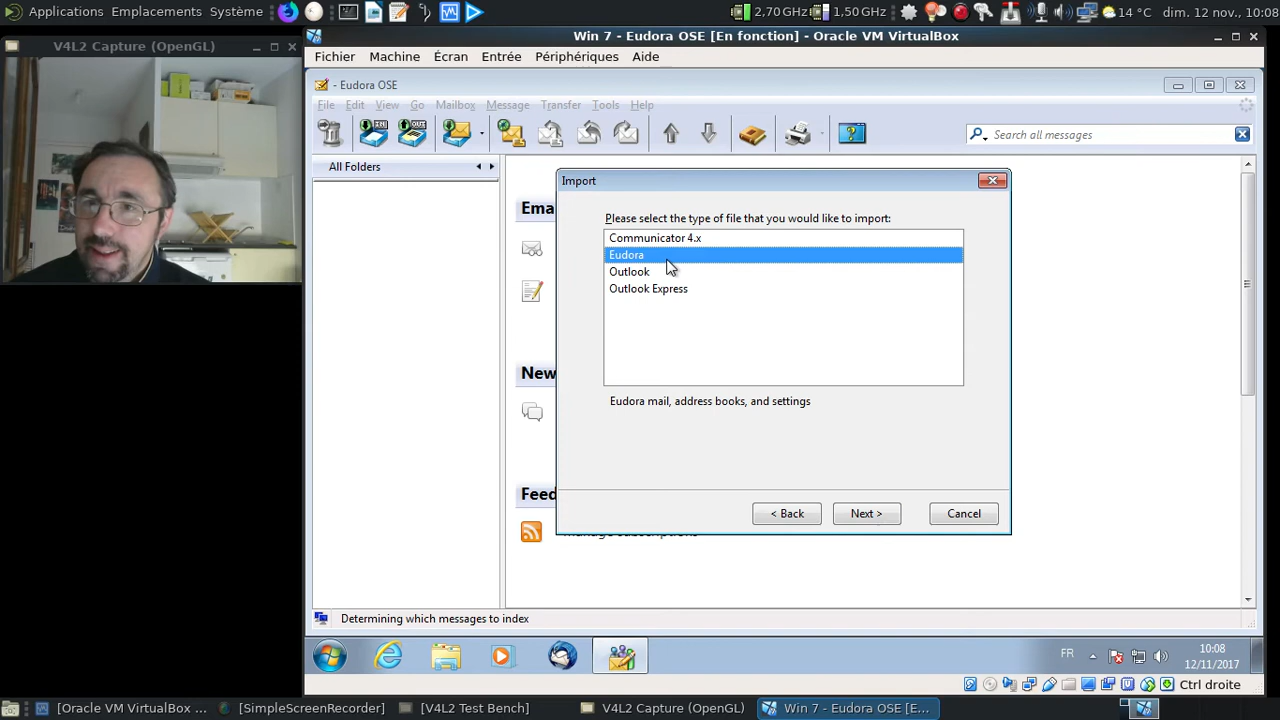 Applications Emplacements Système 2,70 GHz 1,50 GHz 14 °C dim. 12 nov., 10:08
V4L2 Capture (OpenGL)
Win 7 - Eudora OSE [En fonction] - Oracle VM VirtualBox
Fichier Machine Écran Entrée Périphériques Aide
- Eudora OSE
File Edit View Go Mailbox Message Transfer Tools Help
Search all messages
All Folders
Import
Please select the type of file that you would like to import:
Communicator 4.x
Eudora
Outlook
Outlook Express
Eudora mail, address books, and settings
< Back Next > Cancel
Ema
New
Feed
Determining which messages to index
FR 10:08
12/11/2017
Ctrl droite
[Oracle VM VirtualBox ... [SimpleScreenRecorder] [V4L2 Test Bench] V4L2 Capture (OpenGL) Win 7 - Eudora OSE [E...